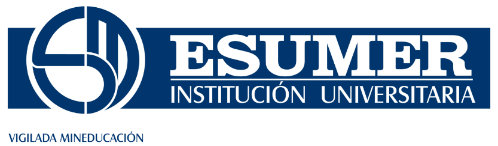 ESUMER
INSTITUCIÓN UNIVERSITARIA
VIGILADA MINEDUCACIÓN